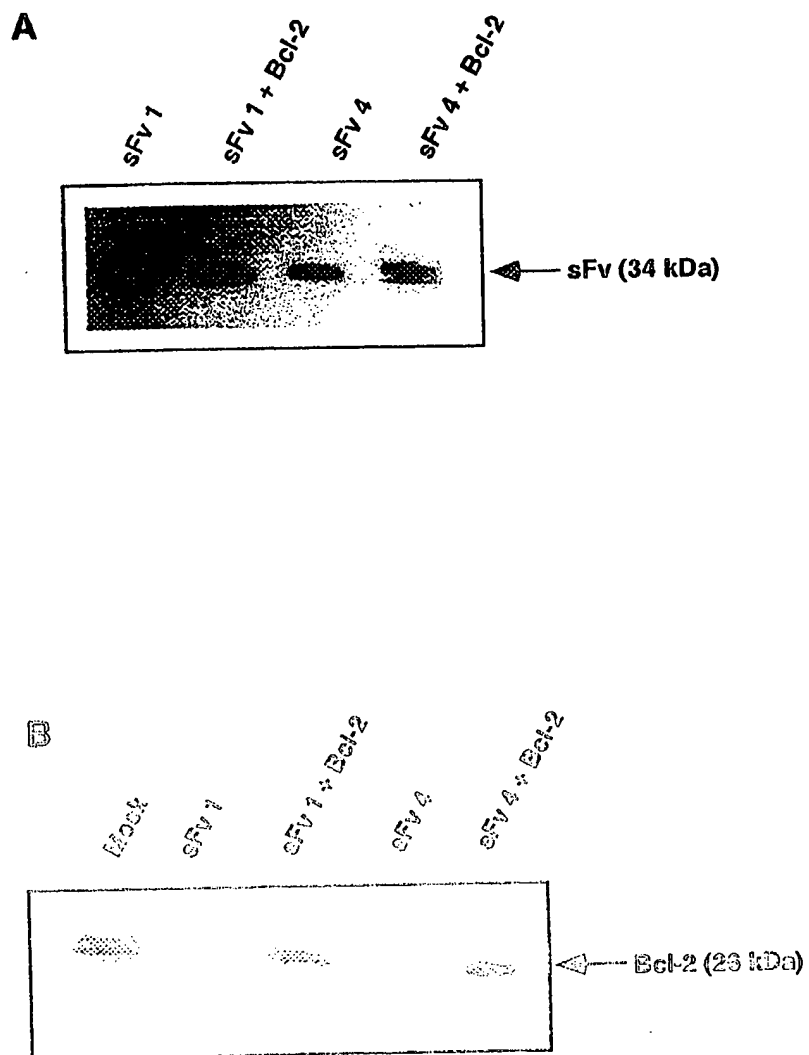 A
sFv 1
sFv 1 + Bcl-2
sFv 4
sFv 4 + Bcl-2
sFv (34 kDa)
B
Mock
sFv 1
sFv 1 + Bcl-2
sFv 4
sFv 4 + Bcl-2
Bcl-2 (26 kDa)